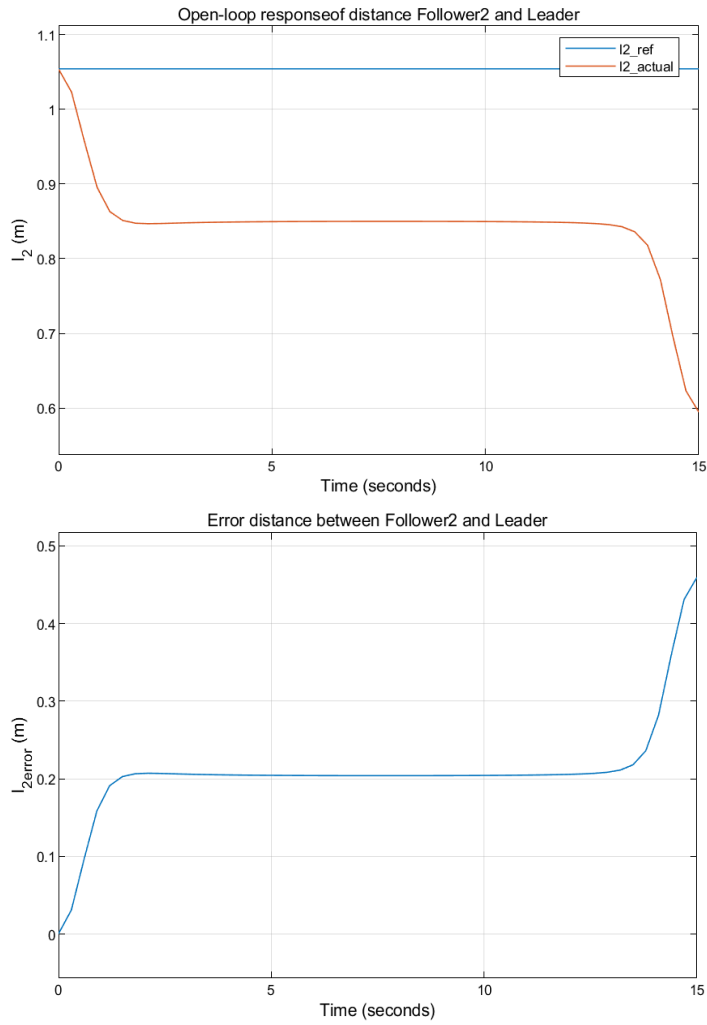 Open-loop responseof distance Follower2 and Leader
1.1
1
0.9
0.8
0.7
0.6
l2 (m)
l2_ref
l2_actual
0
5
10
15
Time (seconds)
Error distance between Follower2 and Leader
0.5
0.4
0.3
0.2
0.1
0
l2error (m)
0
5
10
15
Time (seconds)